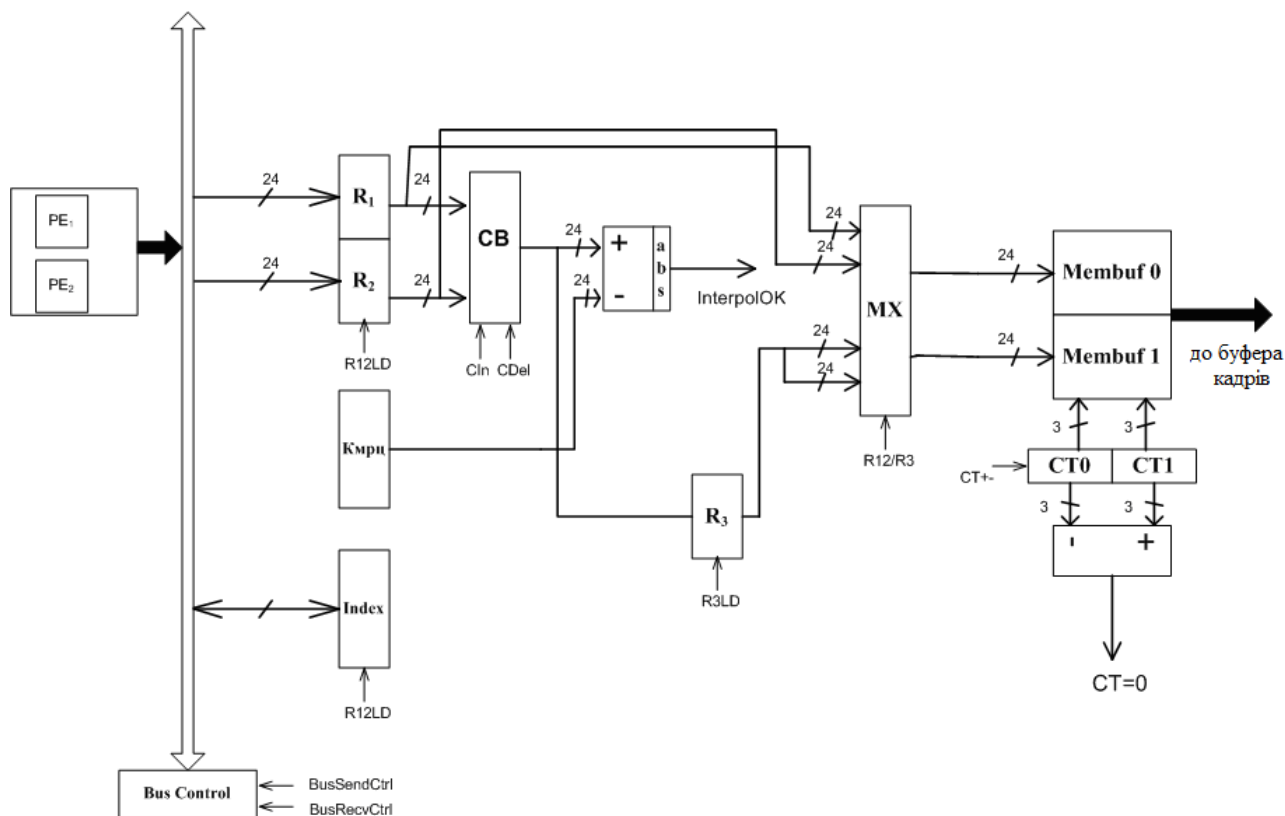 24
24
24
24
24
24
24
24
24
24
24
24
PE1
PE2
R1
R2
R12LD
CB
CIn CDel
+
-
a
b
s
InterpolOK
MX
R12/R3
Membuf 0
Membuf 1
до буфера
кадрів
Кмрц
R3
R3LD
3
3
CT+-
CT0
CT1
3
3
-
+
CT=0
Index
R12LD
Bus Control
BusSendCtrl
BusRecvCtrl